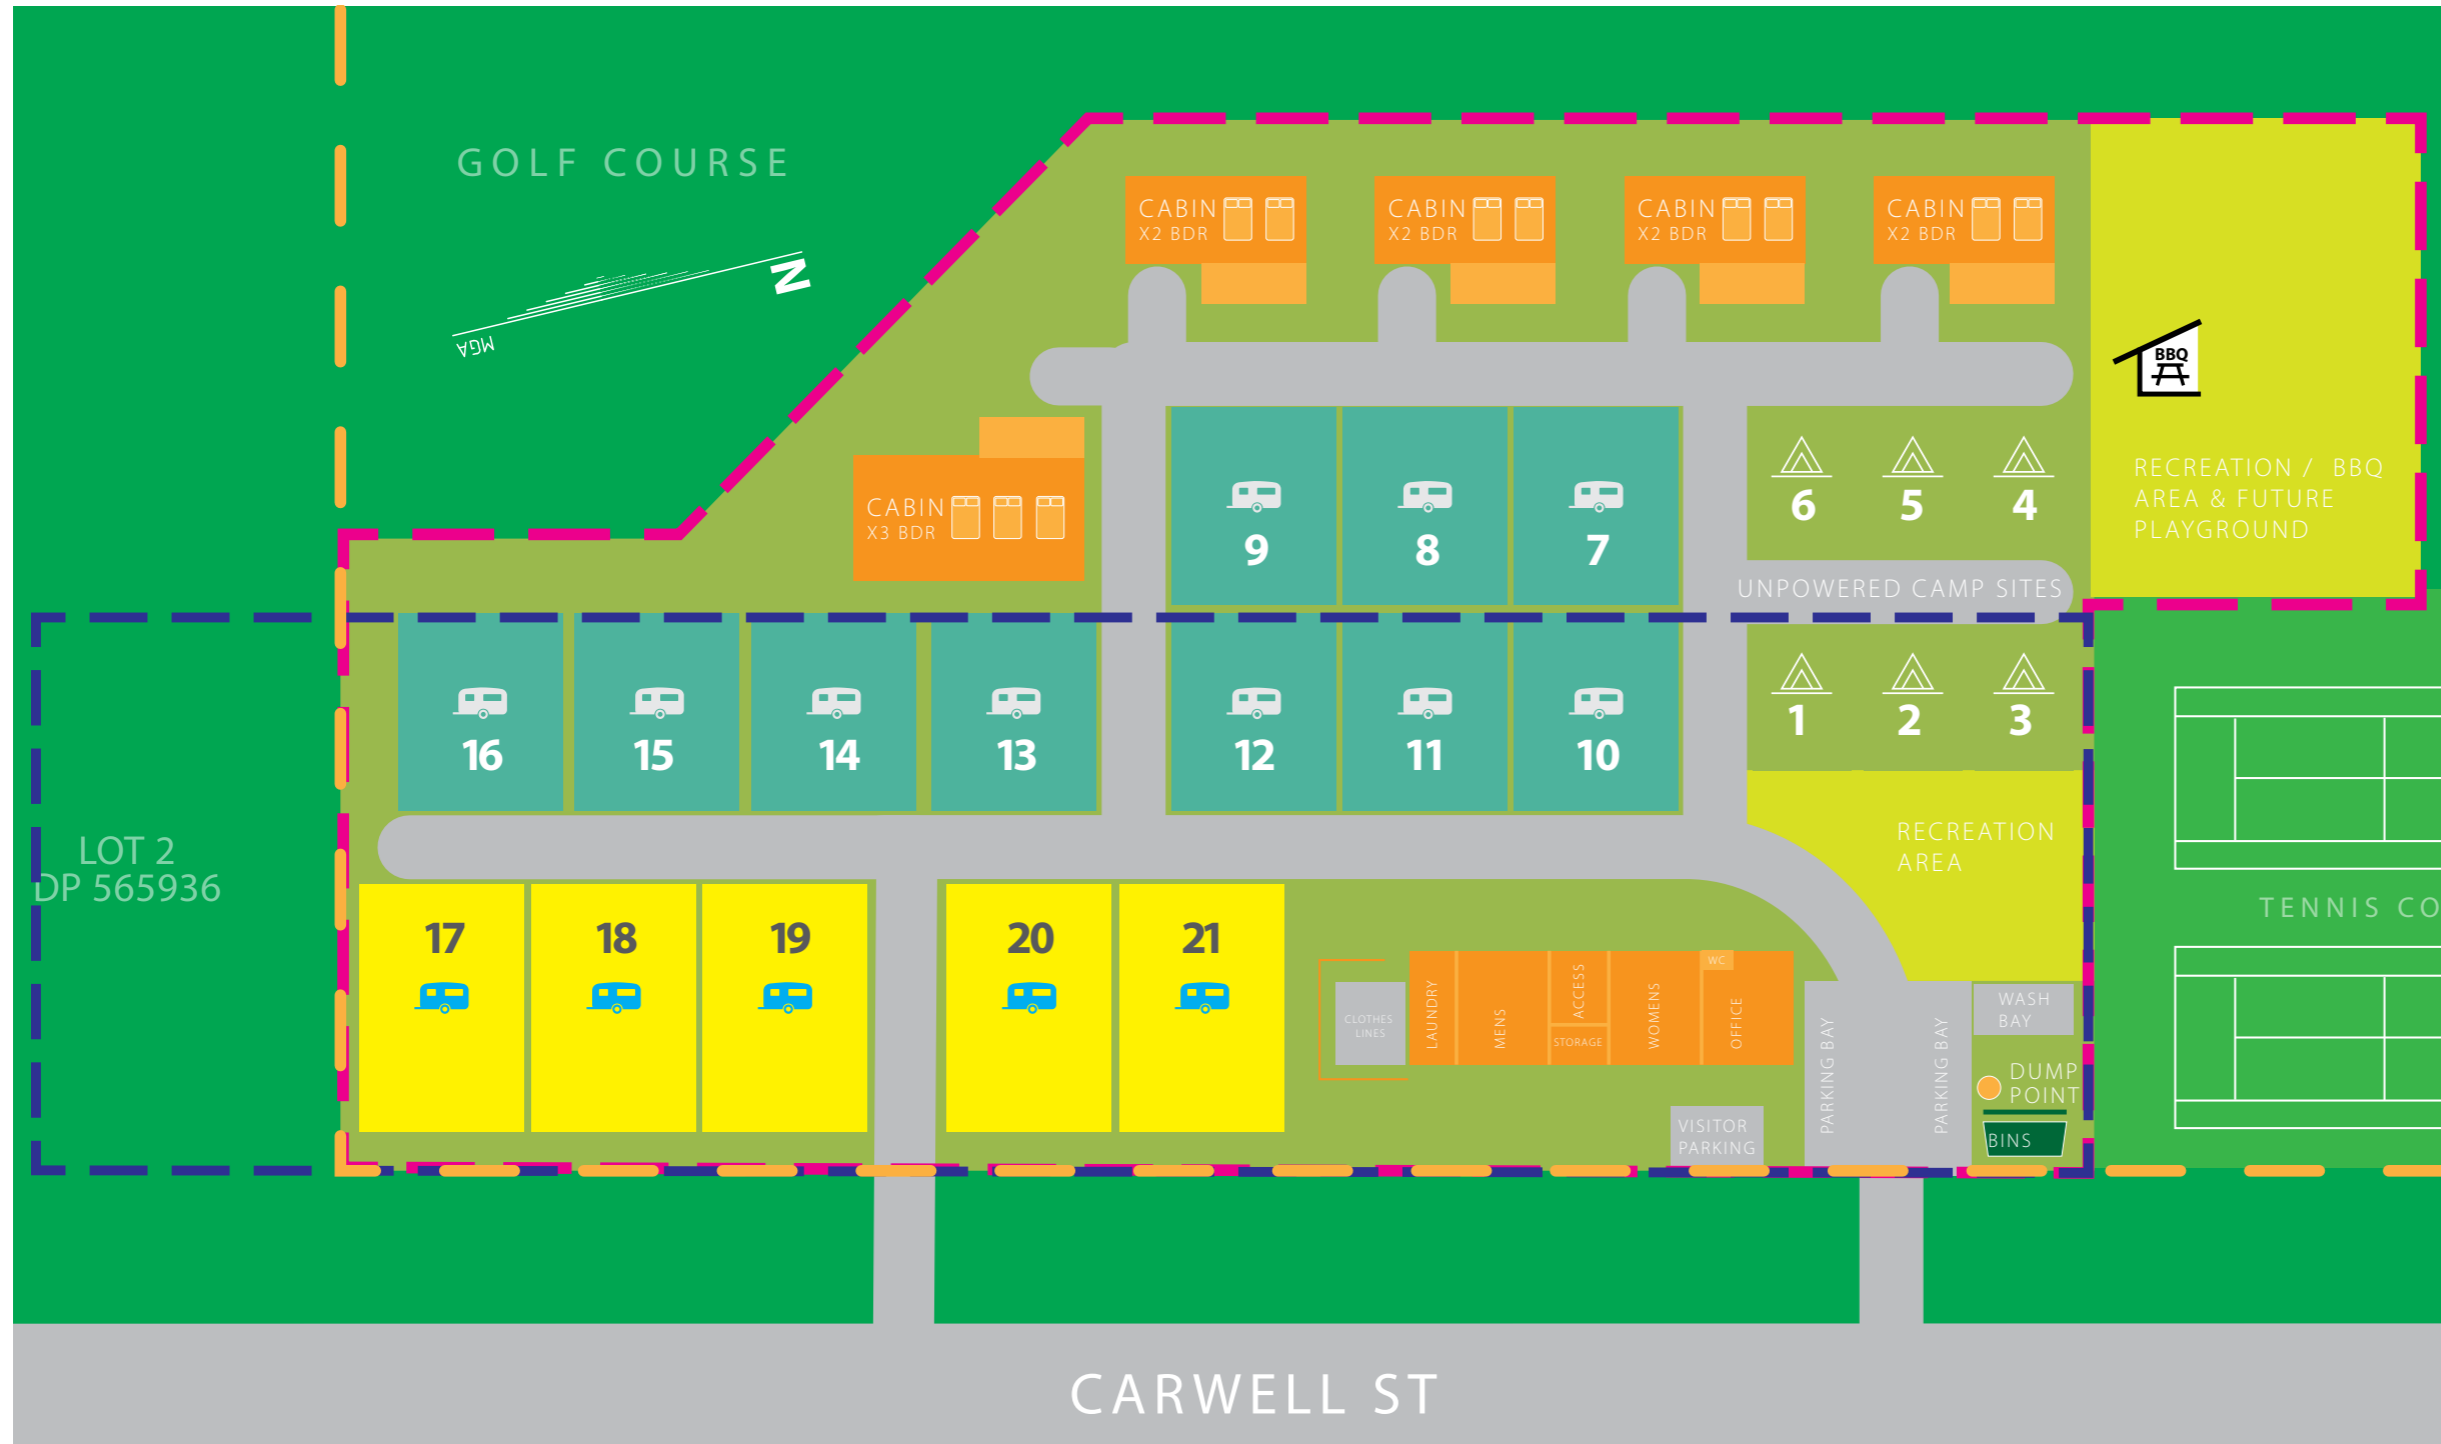 GOLF COURSE
N
MGA
CABIN
X2 BDR
CABIN
X2 BDR
CABIN
X2 BDR
CABIN
X2 BDR
BBQ
RECREATION / BBQ
AREA & FUTURE
PLAYGROUND
CABIN
X3 BDR
9
8
7
6
5
4
UNPOWERED CAMP SITES
16
15
14
13
12
11
10
1
2
3
RECREATION
AREA
LOT 2
DP 565936
17
18
19
20
21
CLOTHES
LINES
LAUNDRY
MENS
ACCESS
STORAGE
WOMENS
WC
OFFICE
VISITOR
PARKING
PARKING BAY
PARKING BAY
WASH
BAY
DUMP
POINT
BINS
TENNIS CO
CARWELL ST